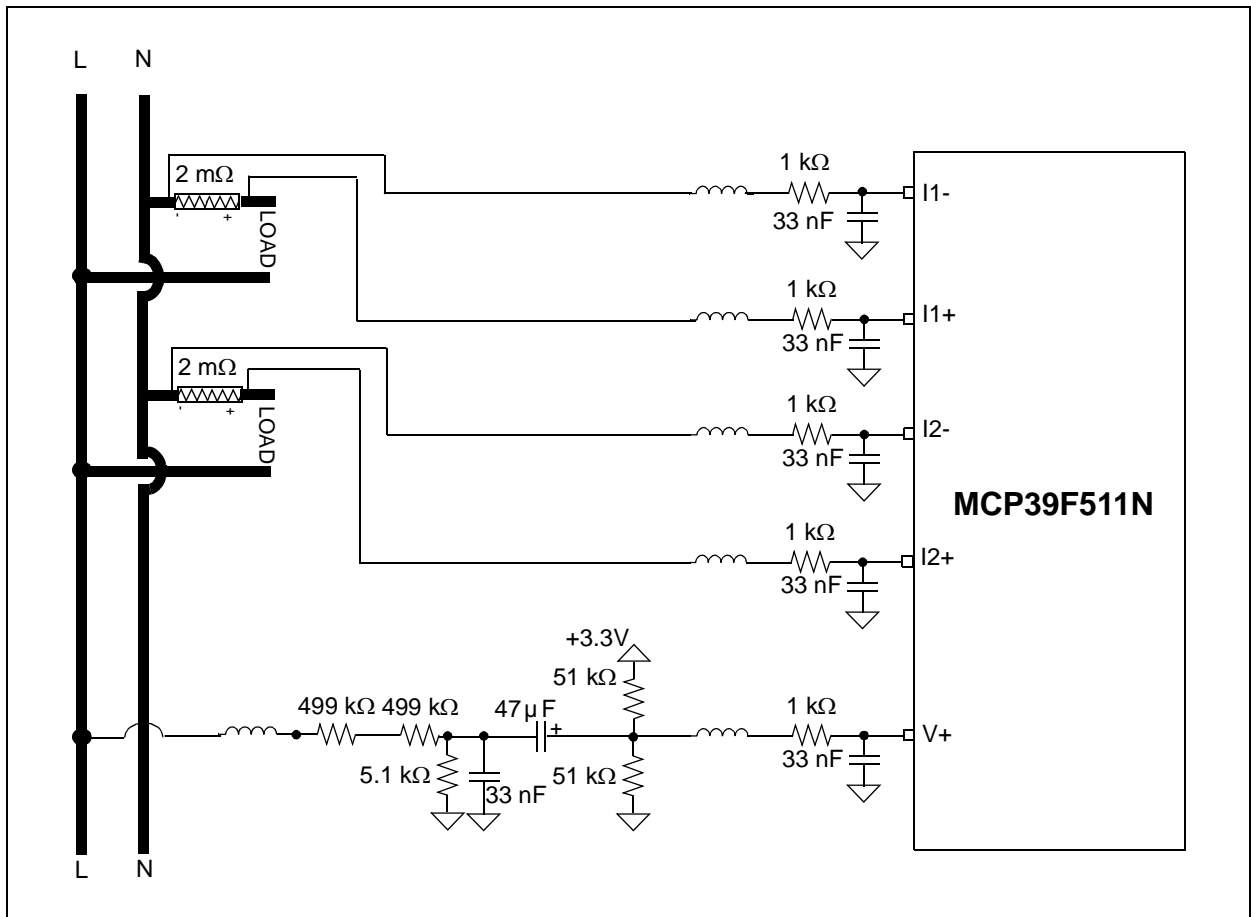 L N
2 mΩ
- +
LOAD
1 kΩ
33 nF
I1-
1 kΩ
33 nF
I1+
2 mΩ
- +
LOAD
1 kΩ
33 nF
I2-
MCP39F511N
1 kΩ
33 nF
I2+
+3.3V
51 kΩ
499 kΩ 499 kΩ
47µF
+
1 kΩ
V+
5.1 kΩ
33 nF
51 kΩ
33 nF
L N